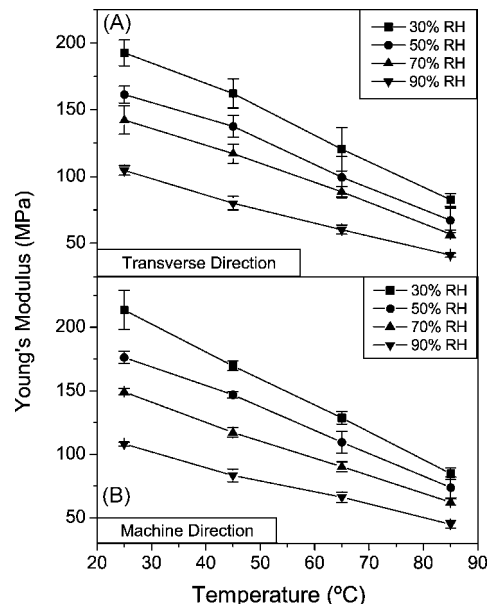 (A)
30% RH
50% RH
70% RH
90% RH
200
150
100
50
Transverse Direction
Young's Modulus (MPa)
30% RH
50% RH
70% RH
90% RH
200
150
100
50
(B)
Machine Direction
20 30 40 50 60 70 80 90
Temperature (ºC)